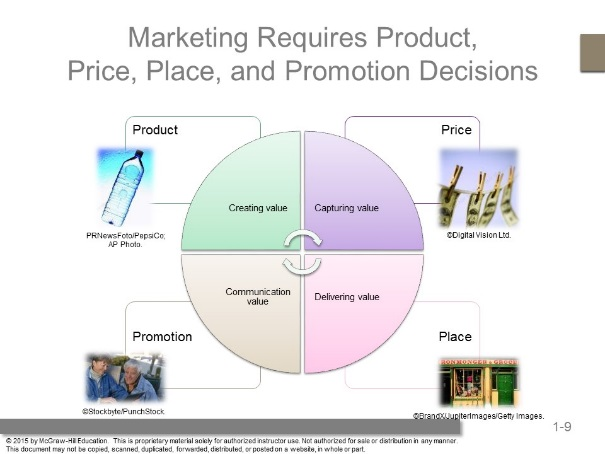 Marketing Requires Product,
Price, Place, and Promotion Decisions
Product
Price
Creating value
Capturing value
PRNewsFoto/PepsiCo;
AP Photo.
©Digital Vision Ltd.
Communication
value
Delivering value
Promotion
Place
©Stockbyte/PunchStock.
©BrandX/JupiterImages/Getty Images.
1-9
© 2015 by McGraw-Hill Education. This is proprietary material solely for authorized instructor use. Not authorized for sale or distribution in any manner.
This document may not be copied, scanned, duplicated, forwarded, distributed, or posted on a website, in whole or part.